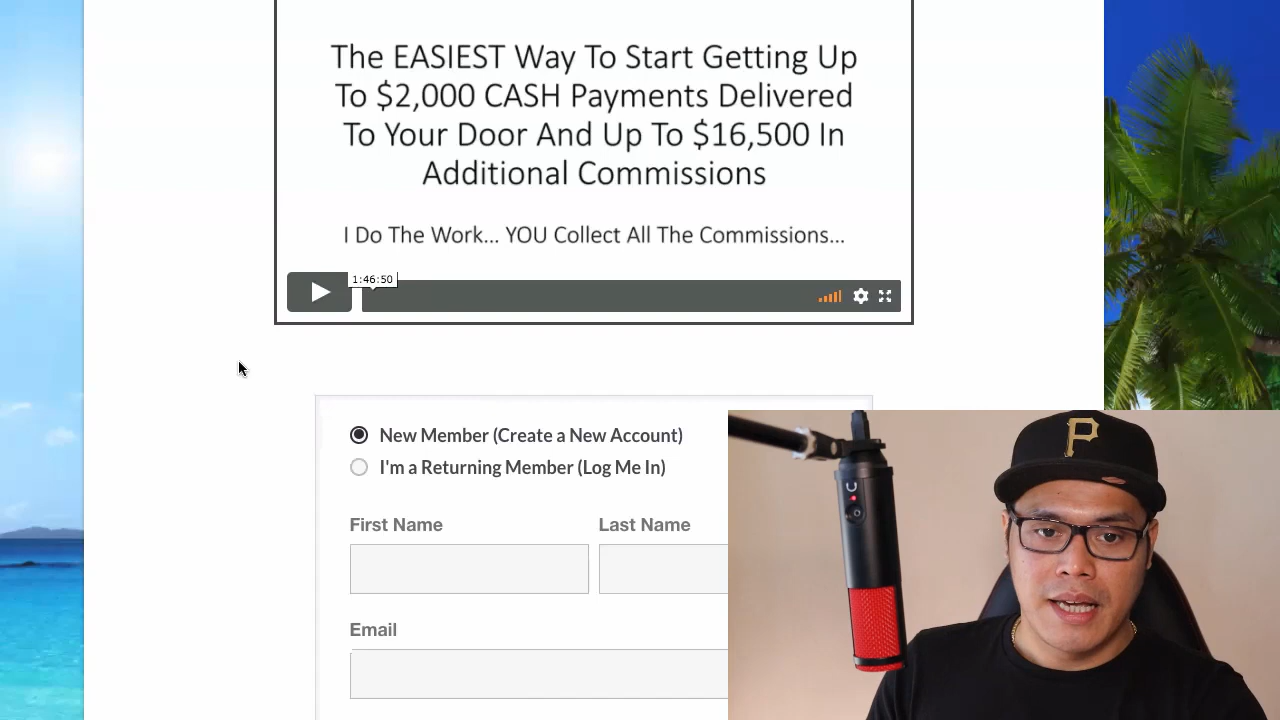 The EASIEST Way To Start Getting Up
To $2,000 CASH Payments Delivered
To Your Door And Up To $16,500 In
Additional Commissions
I Do The Work... YOU Collect All The Commissions...
1:46:50
New Member (Create a New Account)
I'm a Returning Member (Log Me In)
First Name Last Name
Email
P